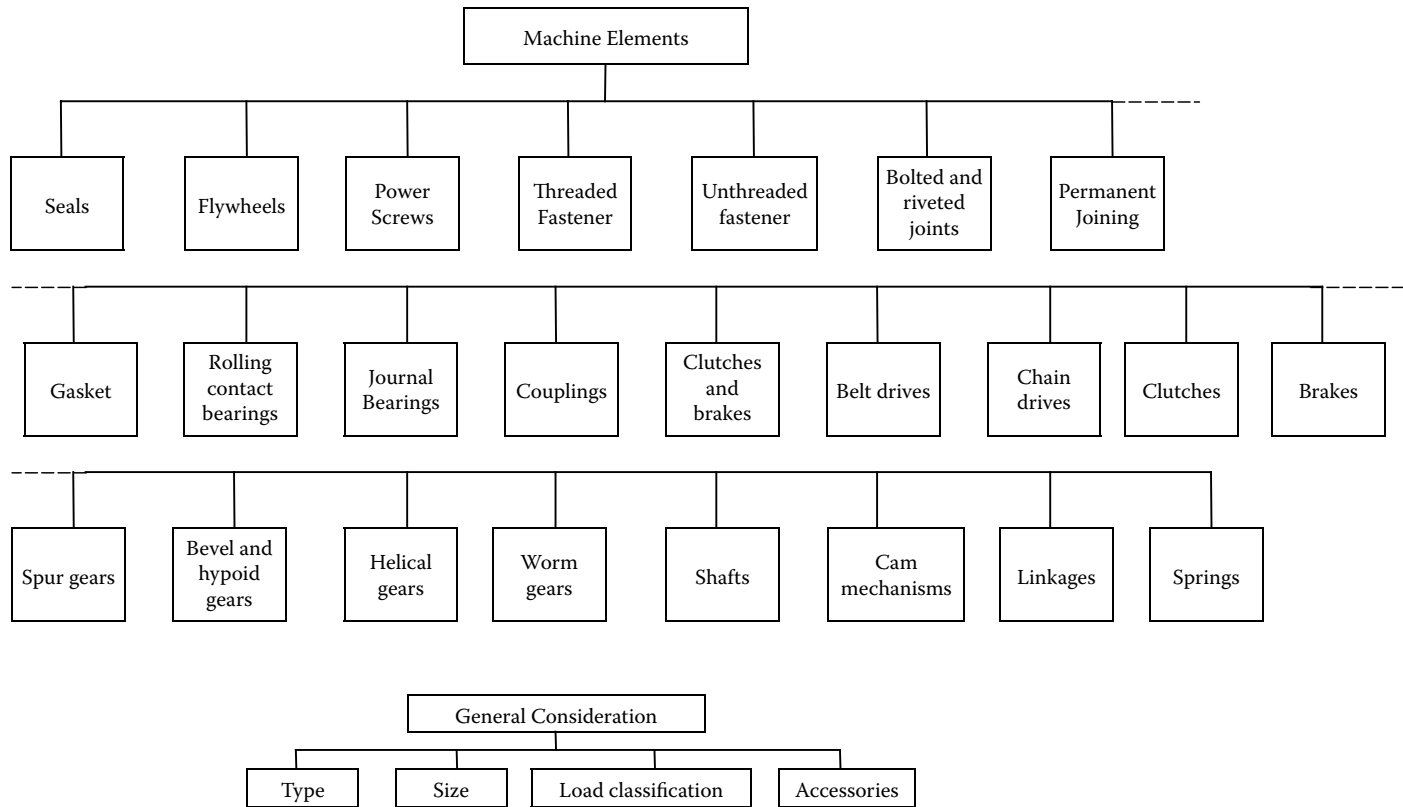 Machine Elements
Seals
Flywheels
Power
Screws
Threaded
Fastener
Unthreaded
fastener
Bolted and
riveted
joints
Permanent
Joining
Gasket
Rolling
contact
bearings
Journal
Bearings
Couplings
Clutches
and
brakes
Belt drives
Chain
drives
Clutches
Brakes
Spur gears
Bevel and
hypoid
gears
Helical
gears
Worm
gears
Shafts
Cam
mechanisms
Linkages
Springs
General Consideration
Type
Size
Load classification
Accessories